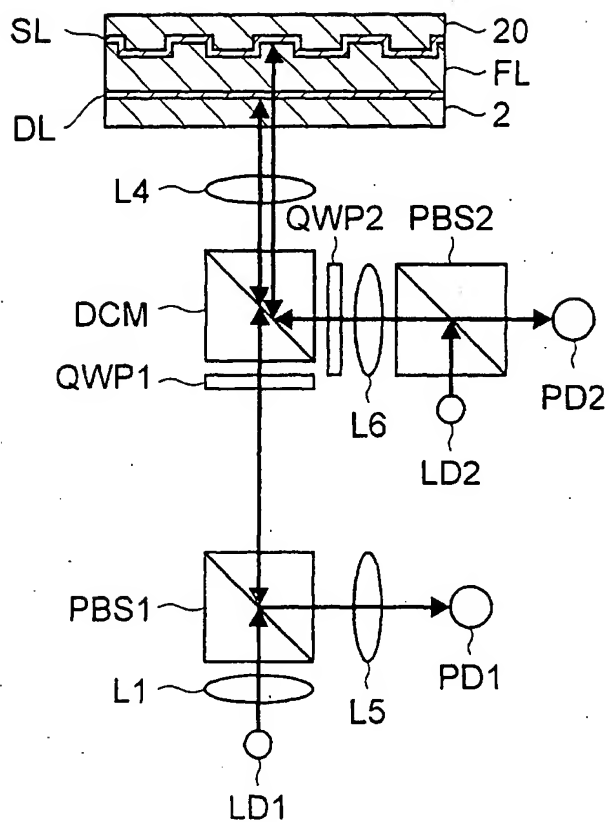 SL
20
FL
DL
2
L4
QWP2
PBS2
DCM
QWP1
L6
PD2
LD2
PBS1
L5
PD1
L1
LD1